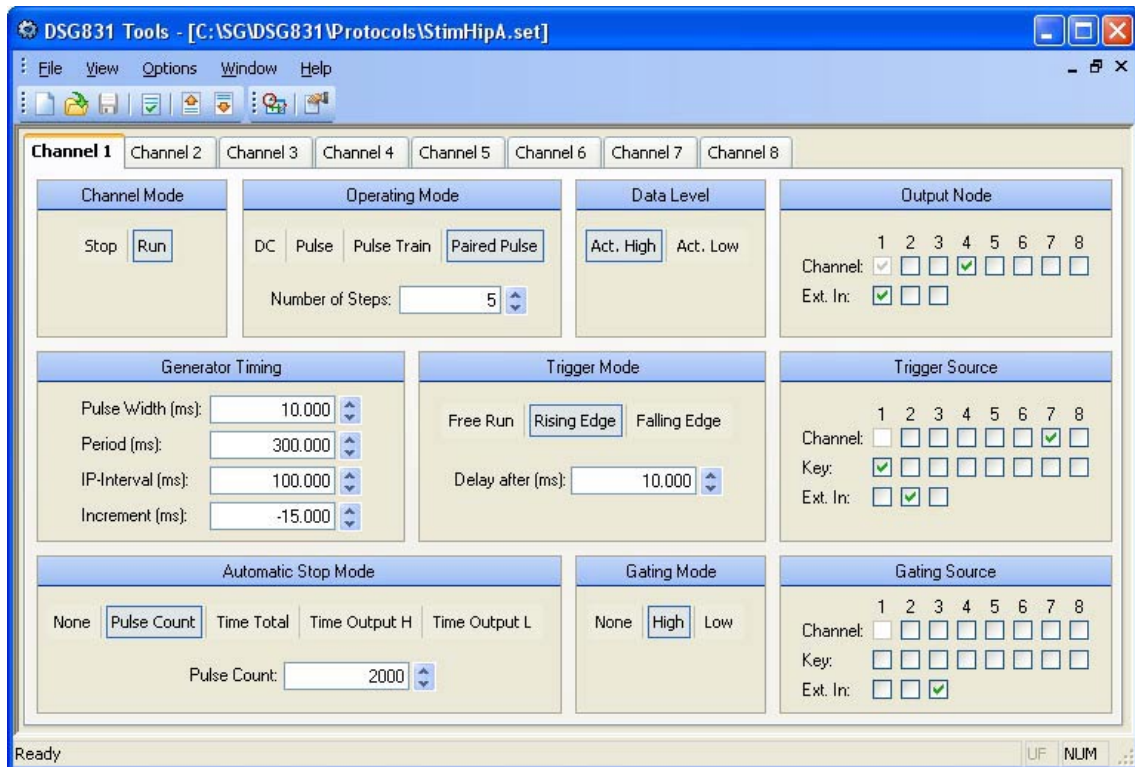 DSG831 Tools - [C:\SG\DSG831\Protocols\StimHipA.set]
File View Options Window Help
Channel 1 Channel 2 Channel 3 Channel 4 Channel 5 Channel 6 Channel 7 Channel 8
Channel Mode
Stop Run
Operating Mode
DC Pulse Pulse Train Paired Pulse
Number of Steps: 5
Data Level
Act. High Act. Low
Output Node
1 2 3 4 5 6 7 8
Channel:
Ext. In:
Generator Timing
Pulse Width (ms): 10.000
Period (ms): 300.000
IP-Interval (ms): 100.000
Increment (ms): -15.000
Trigger Mode
Free Run Rising Edge Falling Edge
Delay after (ms): 10.000
Trigger Source
1 2 3 4 5 6 7 8
Channel:
Key:
Ext. In:
Automatic Stop Mode
None Pulse Count Time Total Time Output H Time Output L
Pulse Count: 2000
Gating Mode
None High Low
Gating Source
1 2 3 4 5 6 7 8
Channel:
Key:
Ext. In:
Ready UF NUM